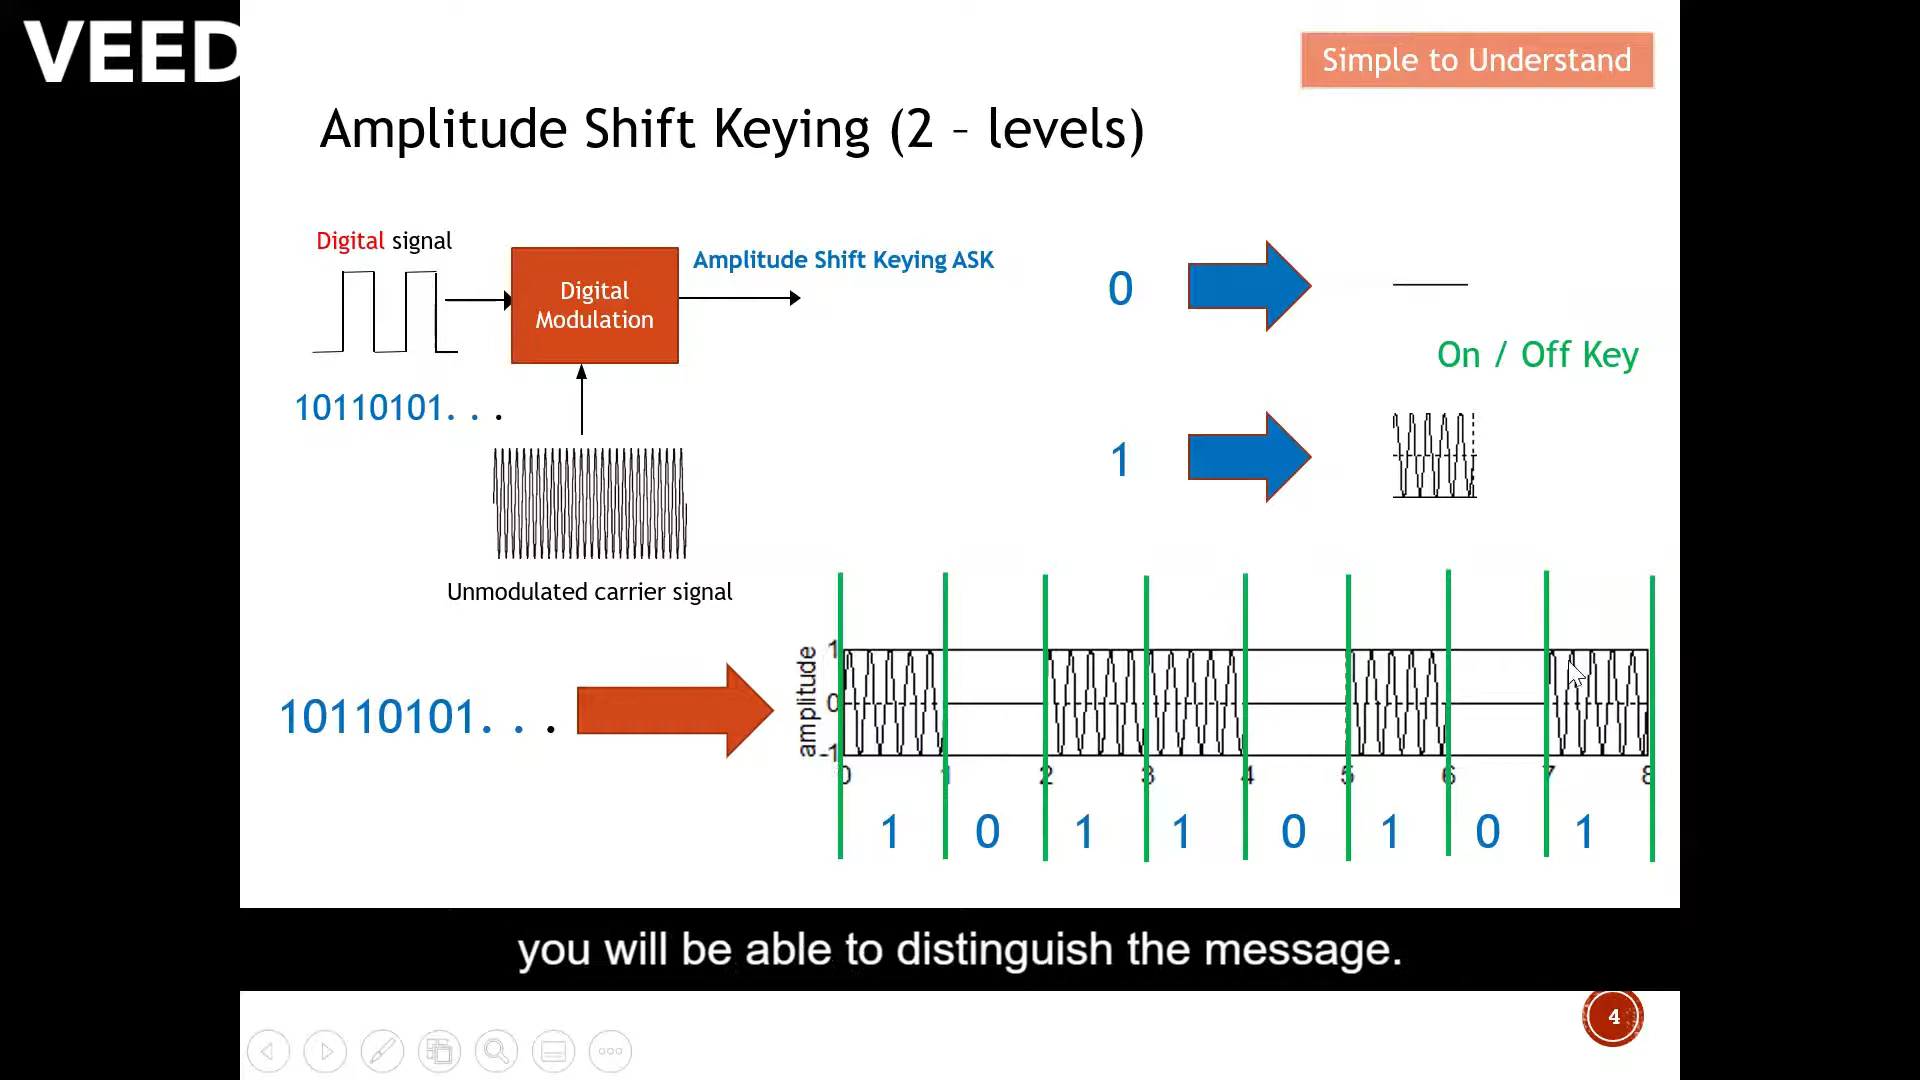 VEED
Simple to Understand
Amplitude Shift Keying (2 – levels)
Digital signal
Digital
Modulation
Amplitude Shift Keying ASK
10110101. . .
Unmodulated carrier signal
0
On / Off Key
1
10110101. . .
amplitude
1
0
-1
0 1 2 3 4 5 6 7 8
1 0 1 1 0 1 0 1
you will be able to distinguish the message.
4